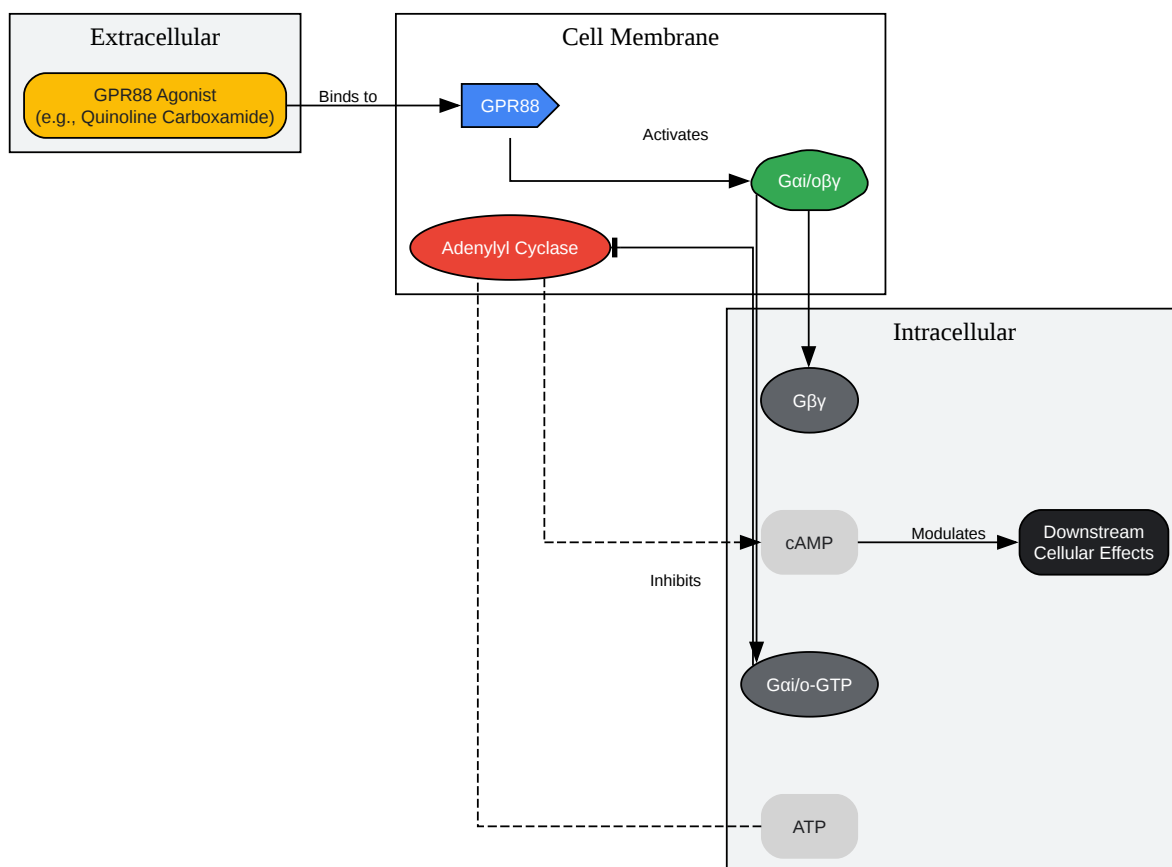 Extracellular
Cell Membrane
GPR88 Agonist
(e.g., Quinoline Carboxamide)
Binds to
GPR88
Activates
Gαi/oβγ
Adenylyl Cyclase
Intracellular
Gβγ
cAMP
Modulates
Downstream
Cellular Effects
Inhibits
Gαi/o-GTP
ATP